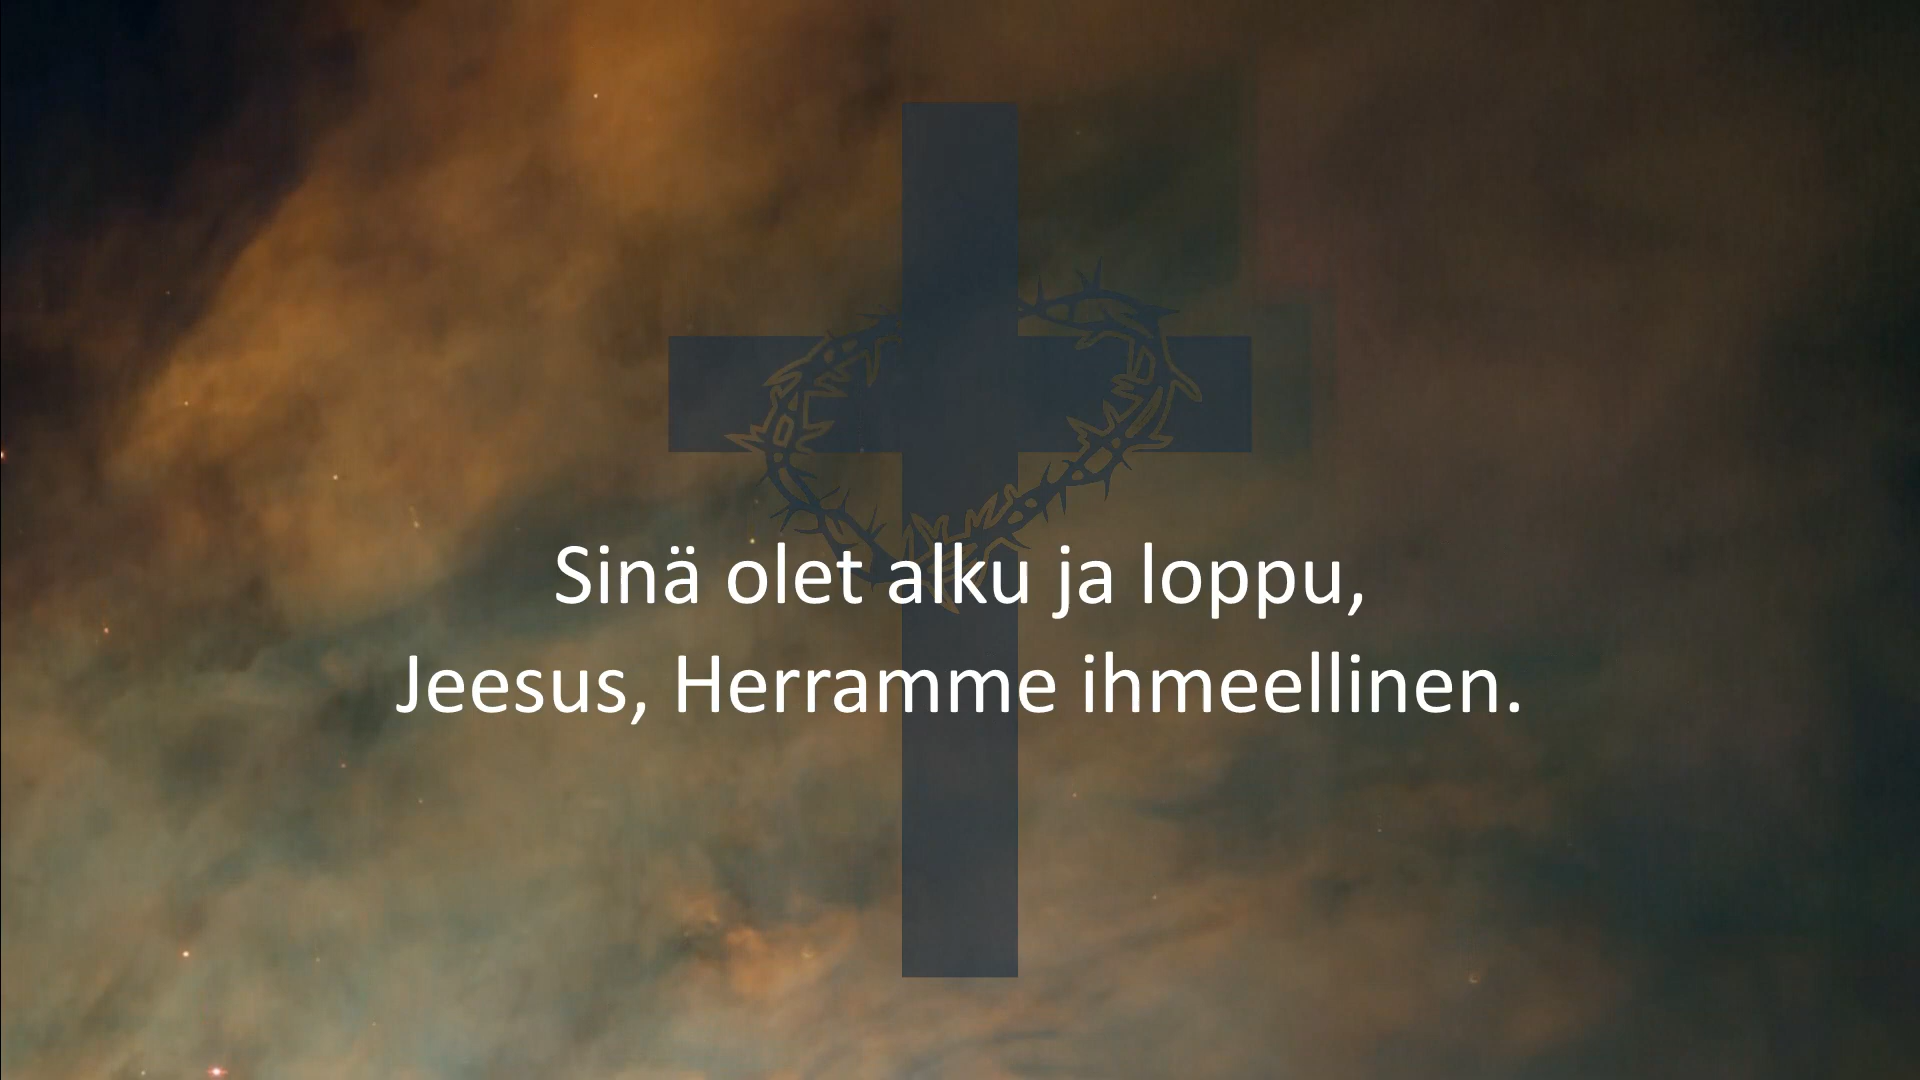 Sinä olet alku ja loppu,
Jeesus, Herramme ihmeellinen.